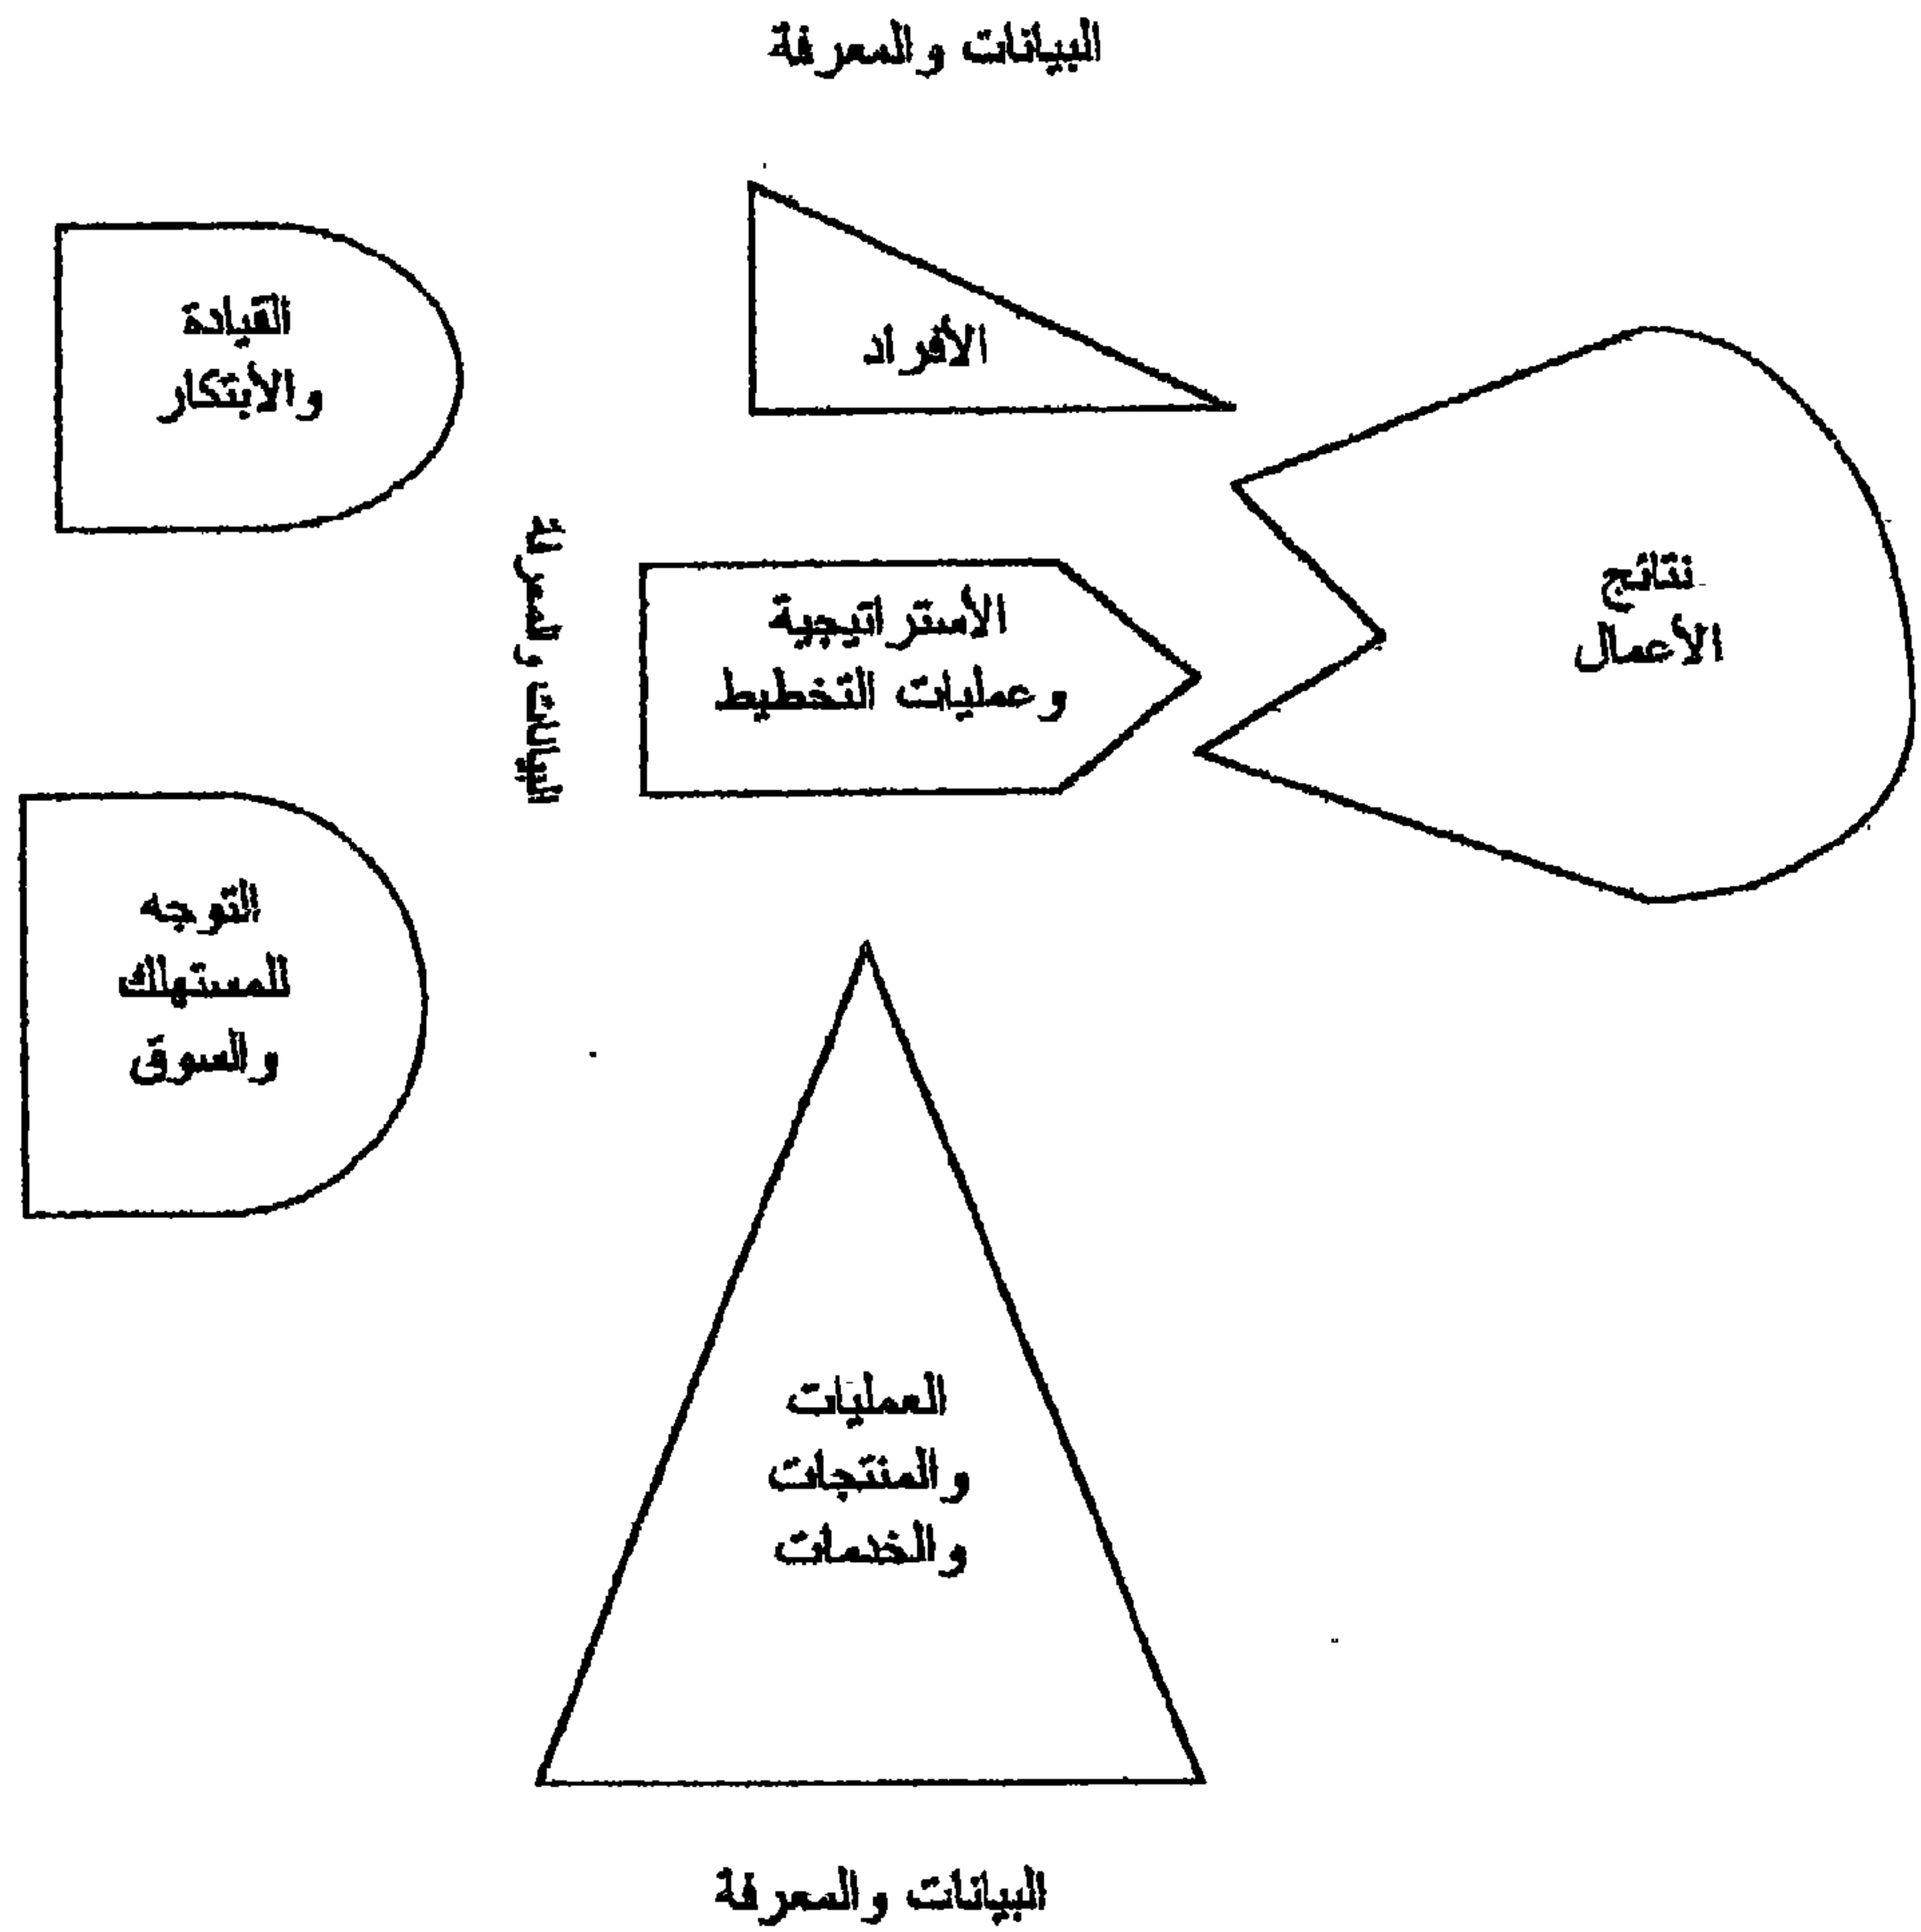 البيانات والمعرفة
القيادة
والابتكار
الأفراد
نتائج
الأعمال
الأستراتيجية
وعمليات التخطيط
البيانات والمعرفة
التوجه
للمستهلك
والسوق
العمليات
والمنتجات
والخدمات
البيانات والمعرفة